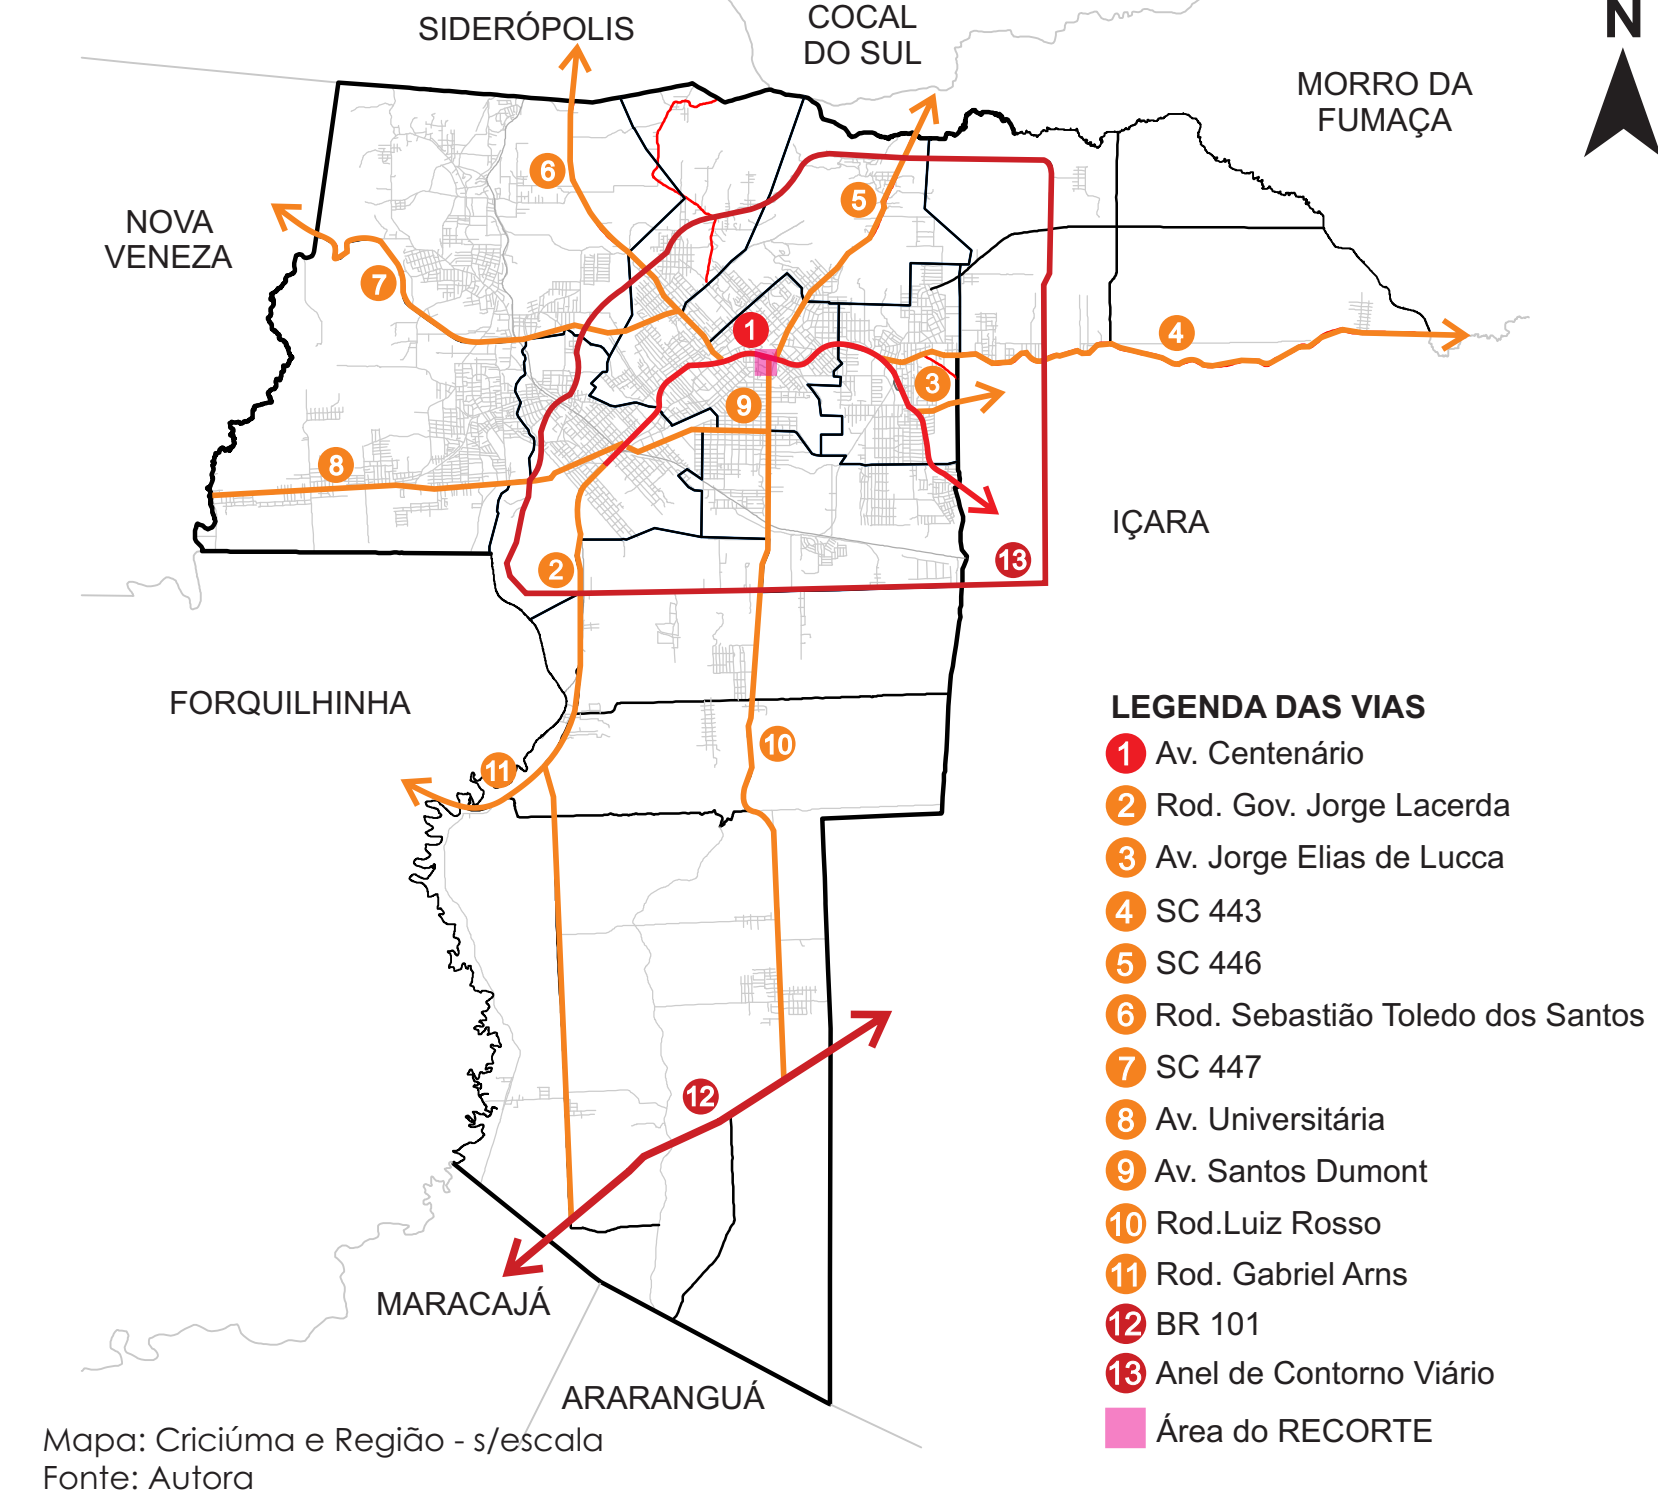 SIDERÓPOLIS
COCAL
DO SUL
N
MORRO DA
FUMAÇA
NOVA
VENEZA
6
5
7
1
4
3
9
8
IÇARA
2
13
FORQUILHINHA
10
11
12
MARACAJÁ
ARARANGUÁ
LEGENDA DAS VIAS
1 Av. Centenário
2 Rod. Gov. Jorge Lacerda
3 Av. Jorge Elias de Lucca
4 SC 443
5 SC 446
6 Rod. Sebastião Toledo dos Santos
7 SC 447
8 Av. Universitária
9 Av. Santos Dumont
10 Rod.Luiz Rosso
11 Rod. Gabriel Arns
12 BR 101
13 Anel de Contorno Viário
Área do RECORTE
Mapa: Criciúma e Região - s/escala
Fonte: Autora